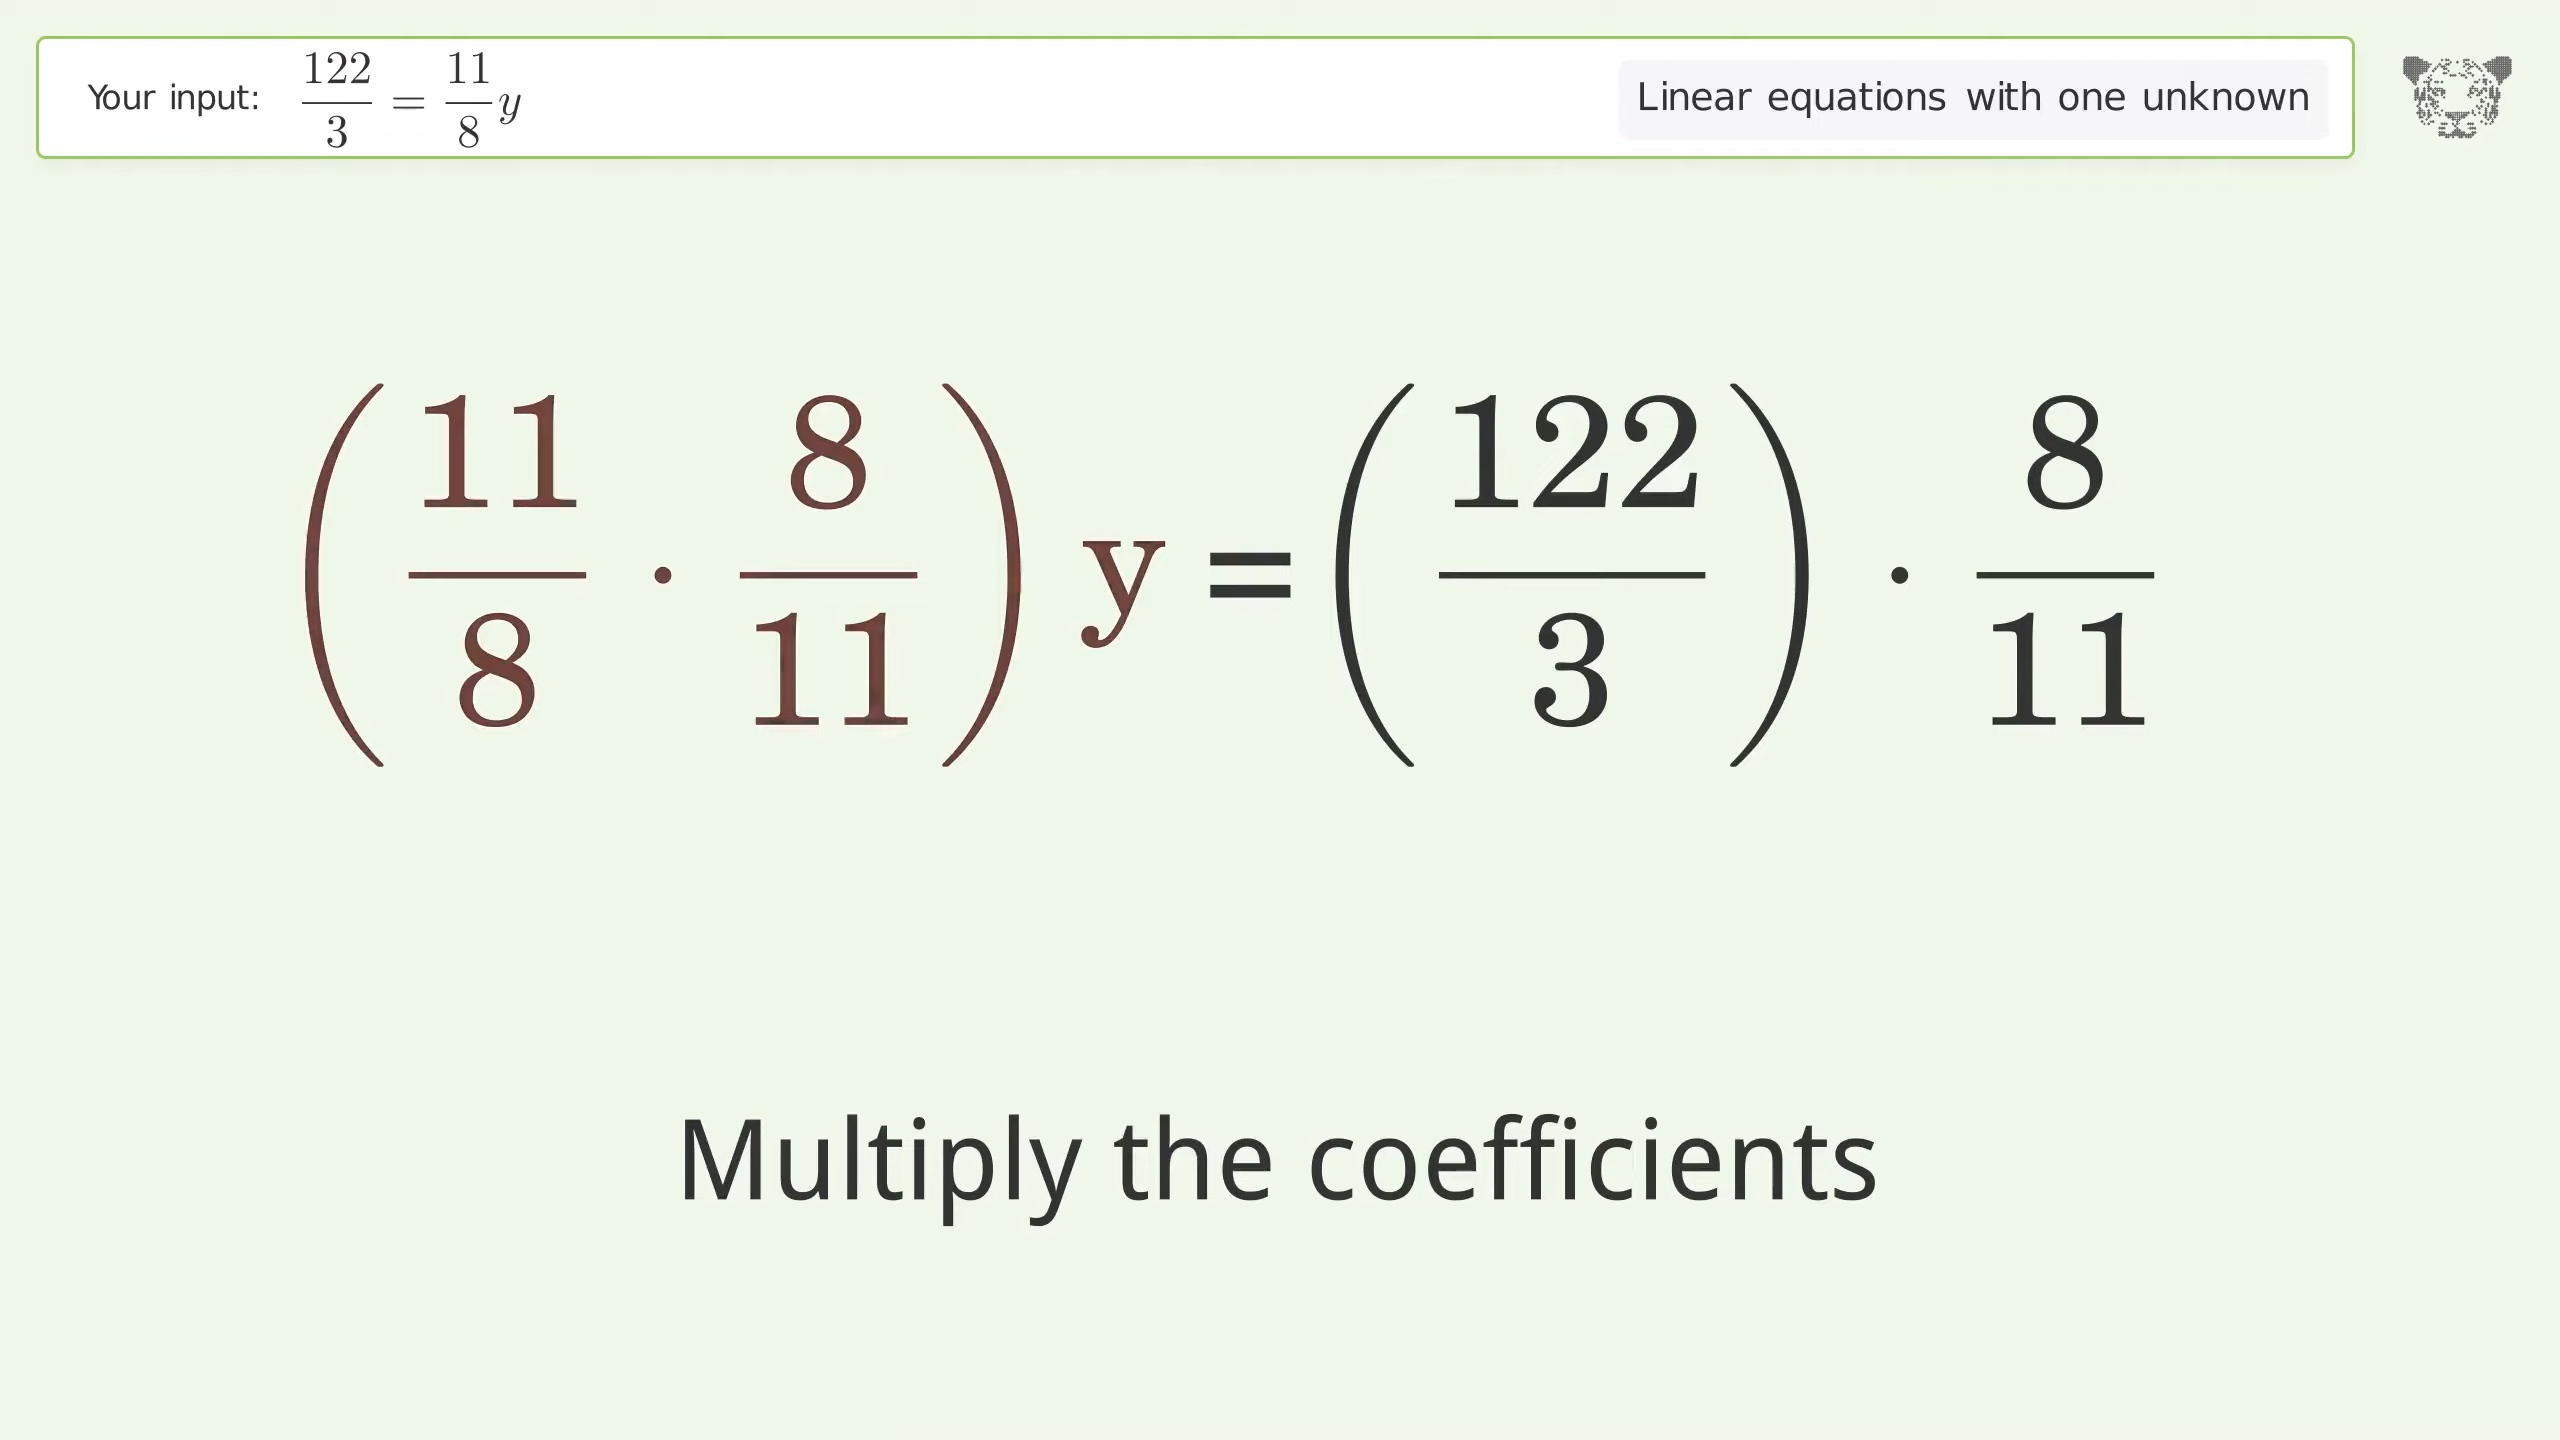 Your input: 122/3 = 11/8 y
Linear equations with one unknown
(11/8 · 8/11) y = (122/3) · 8/11
Multiply the coefficients